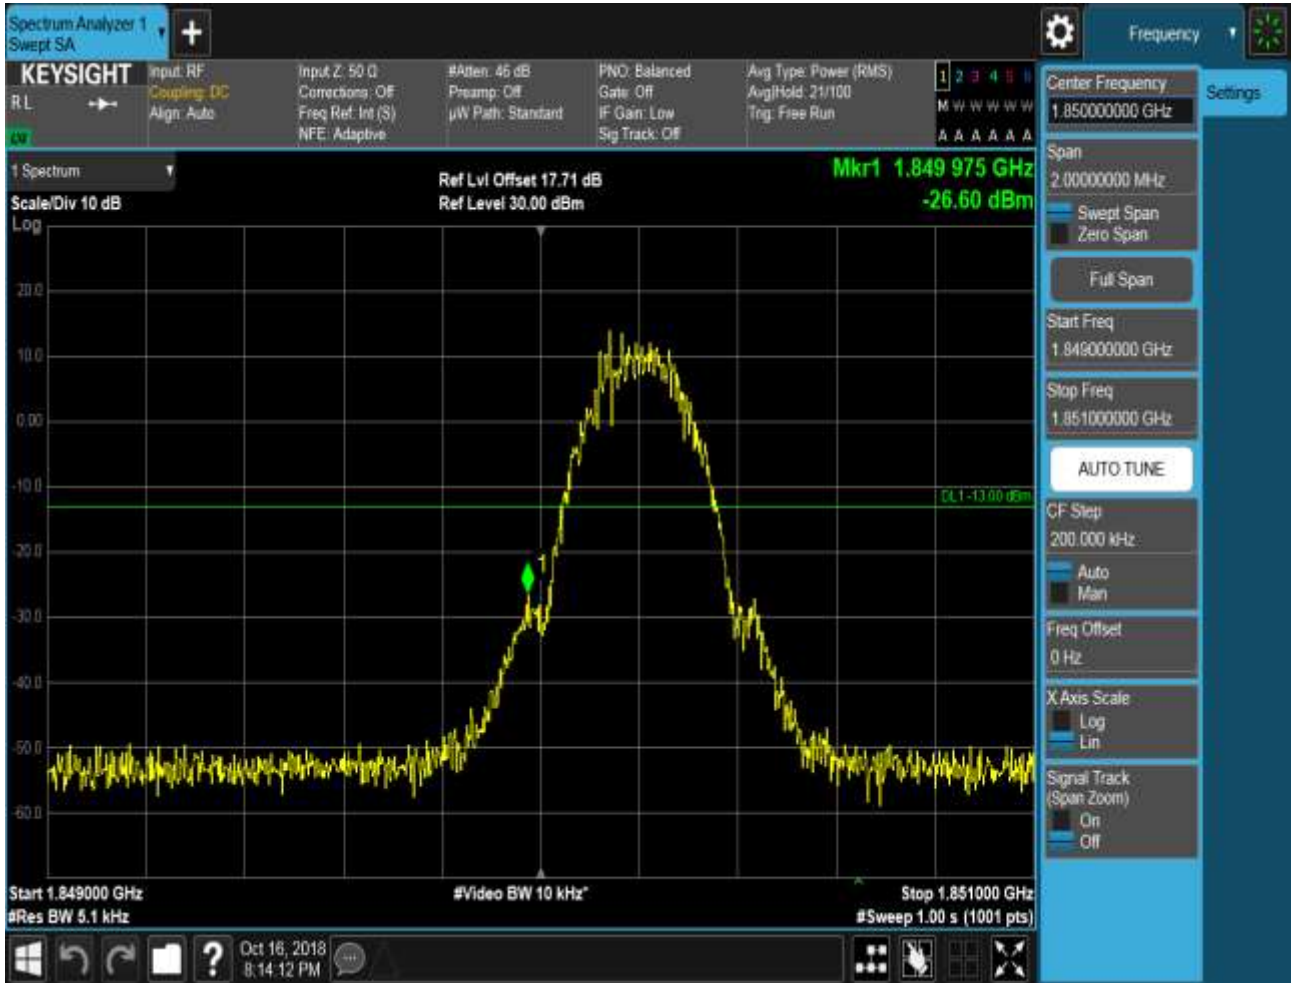 Spectrum Analyzer 1
Swept SA
Frequency
KEYSIGHT
R L
Input: RF
Coupling: DC
Align: Auto
Input Z: 50 Ω
Corrections: Off
Freq Ref: Int (S)
NFE: Adaptive
#Atten: 46 dB
Preamp: Off
µW Path: Standard
PNO: Balanced
Gate: Off
IF Gain: Low
Sig Track: Off
Avg Type: Power (RMS)
Avg|Hold: 21/100
Trig: Free Run
1 2 3 4 5 6
M W W W W W
A A A A A A
1 Spectrum
Scale/Div 10 dB
Log
Ref Lvl Offset 17.71 dB
Ref Level 30.00 dBm
Mkr1 1.849 975 GHz
-26.60 dBm
20.0
10.0
0.00
-10.0
-20.0
-30.0
-40.0
-50.0
-60.0
DL1 -13.00 dBm
1
Start 1.849000 GHz
#Res BW 5.1 kHz
#Video BW 10 kHz*
Stop 1.851000 GHz
#Sweep 1.00 s (1001 pts)
Center Frequency
1.850000000 GHz
Settings
Span
2.00000000 MHz
Swept Span
Zero Span
Full Span
Start Freq
1.849000000 GHz
Stop Freq
1.851000000 GHz
AUTO TUNE
CF Step
200.000 kHz
Auto
Man
Freq Offset
0 Hz
X Axis Scale
Log
Lin
Signal Track
(Span Zoom)
On
Off
?
Oct 16, 2018
8:14:12 PM